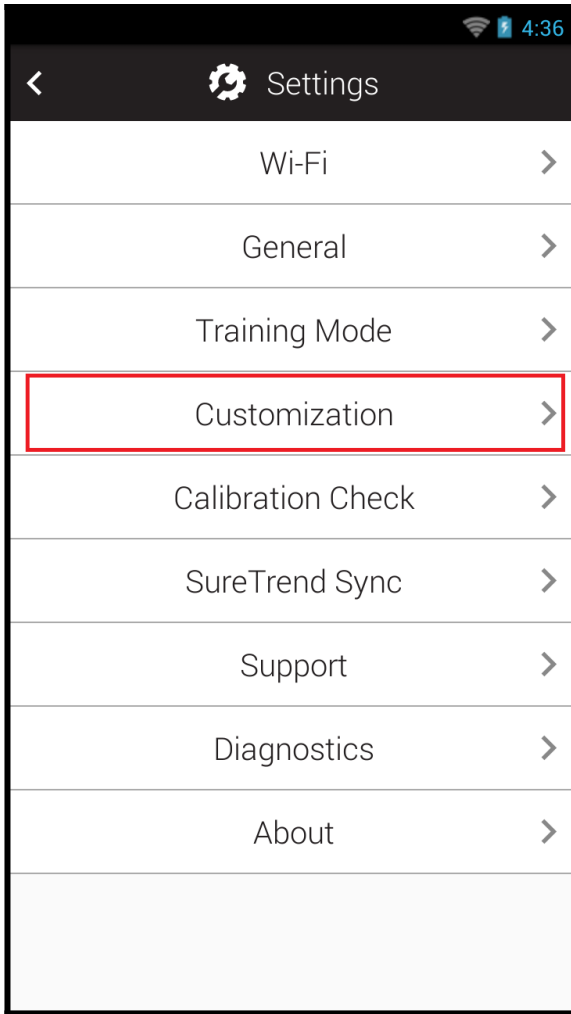 4:36
Settings
Wi-Fi
General
Training Mode
Customization
Calibration Check
SureTrend Sync
Support
Diagnostics
About